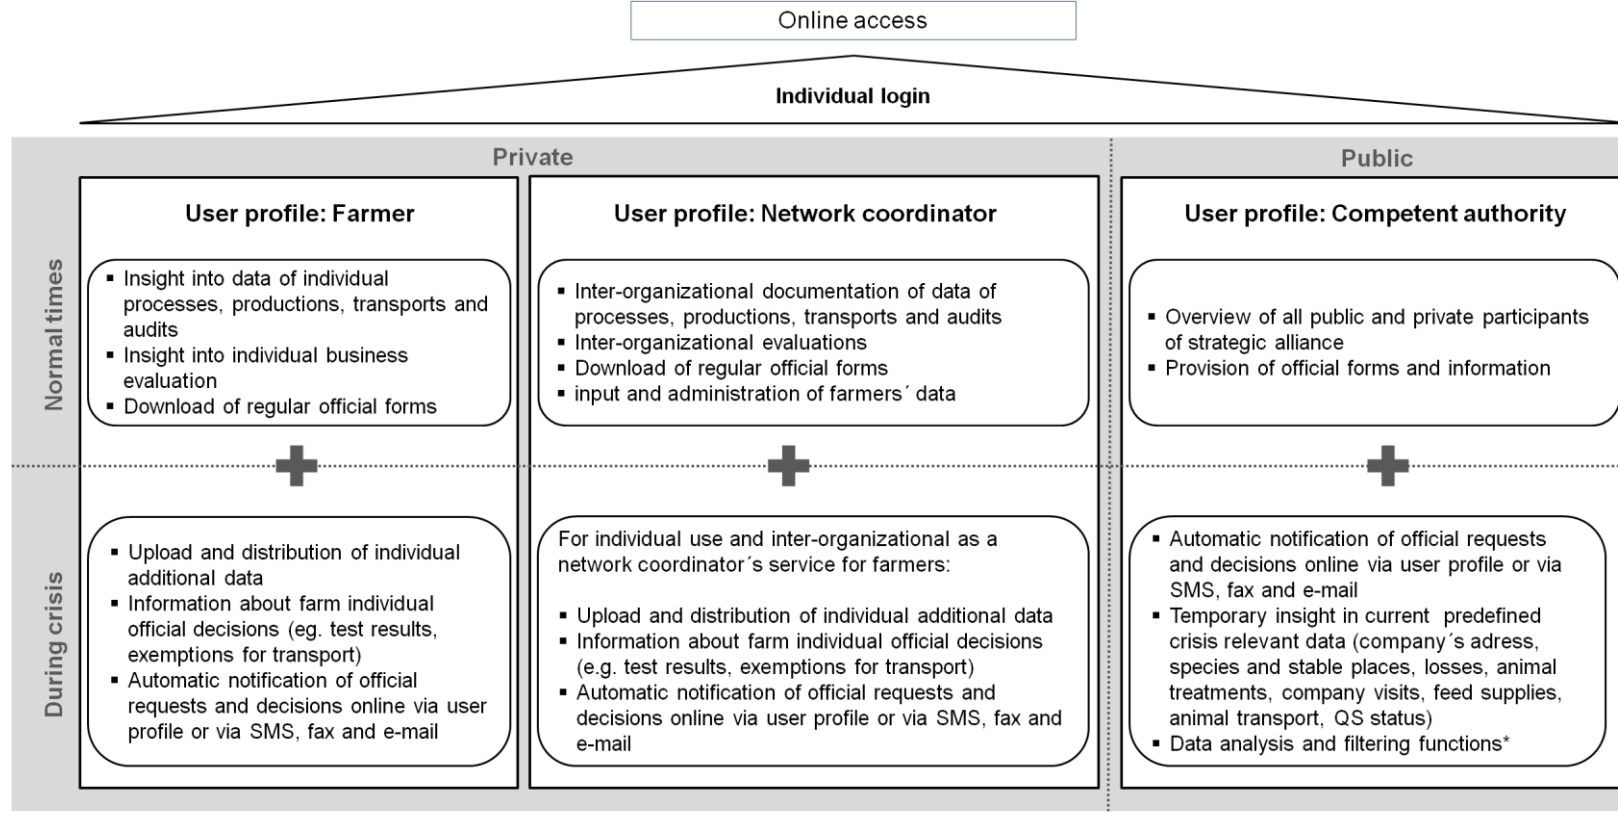 Online access
Individual login
Private
Public
Normal times
During crisis
User profile: Farmer
▪ Insight into data of individual
processes, productions, transports and
audits
▪ Insight into individual business
evaluation
▪ Download of regular official forms
▪ Upload and distribution of individual
additional data
▪ Information about farm individual
official decisions (eg. test results,
exemptions for transport)
▪ Automatic notification of official
requests and decisions online via user
profile or via SMS, fax and e-mail
User profile: Network coordinator
▪ Inter-organizational documentation of data of
processes, productions, transports and audits
▪ Inter-organizational evaluations
▪ Download of regular official forms
▪ input and administration of farmers´ data
For individual use and inter-organizational as a
network coordinator´s service for farmers:
▪ Upload and distribution of individual additional data
▪ Information about farm individual official decisions
(e.g. test results, exemptions for transport)
▪ Automatic notification of official requests and
decisions online via user profile or via SMS, fax and
e-mail
User profile: Competent authority
▪ Overview of all public and private participants
of strategic alliance
▪ Provision of official forms and information
▪ Automatic notification of official requests
and decisions online via user profile or via
SMS, fax and e-mail
▪ Temporary insight in current predefined
crisis relevant data (company´s adress,
species and stable places, losses, animal
treatments, company visits, feed supplies,
animal transport, QS status)
▪ Data analysis and filtering functions*